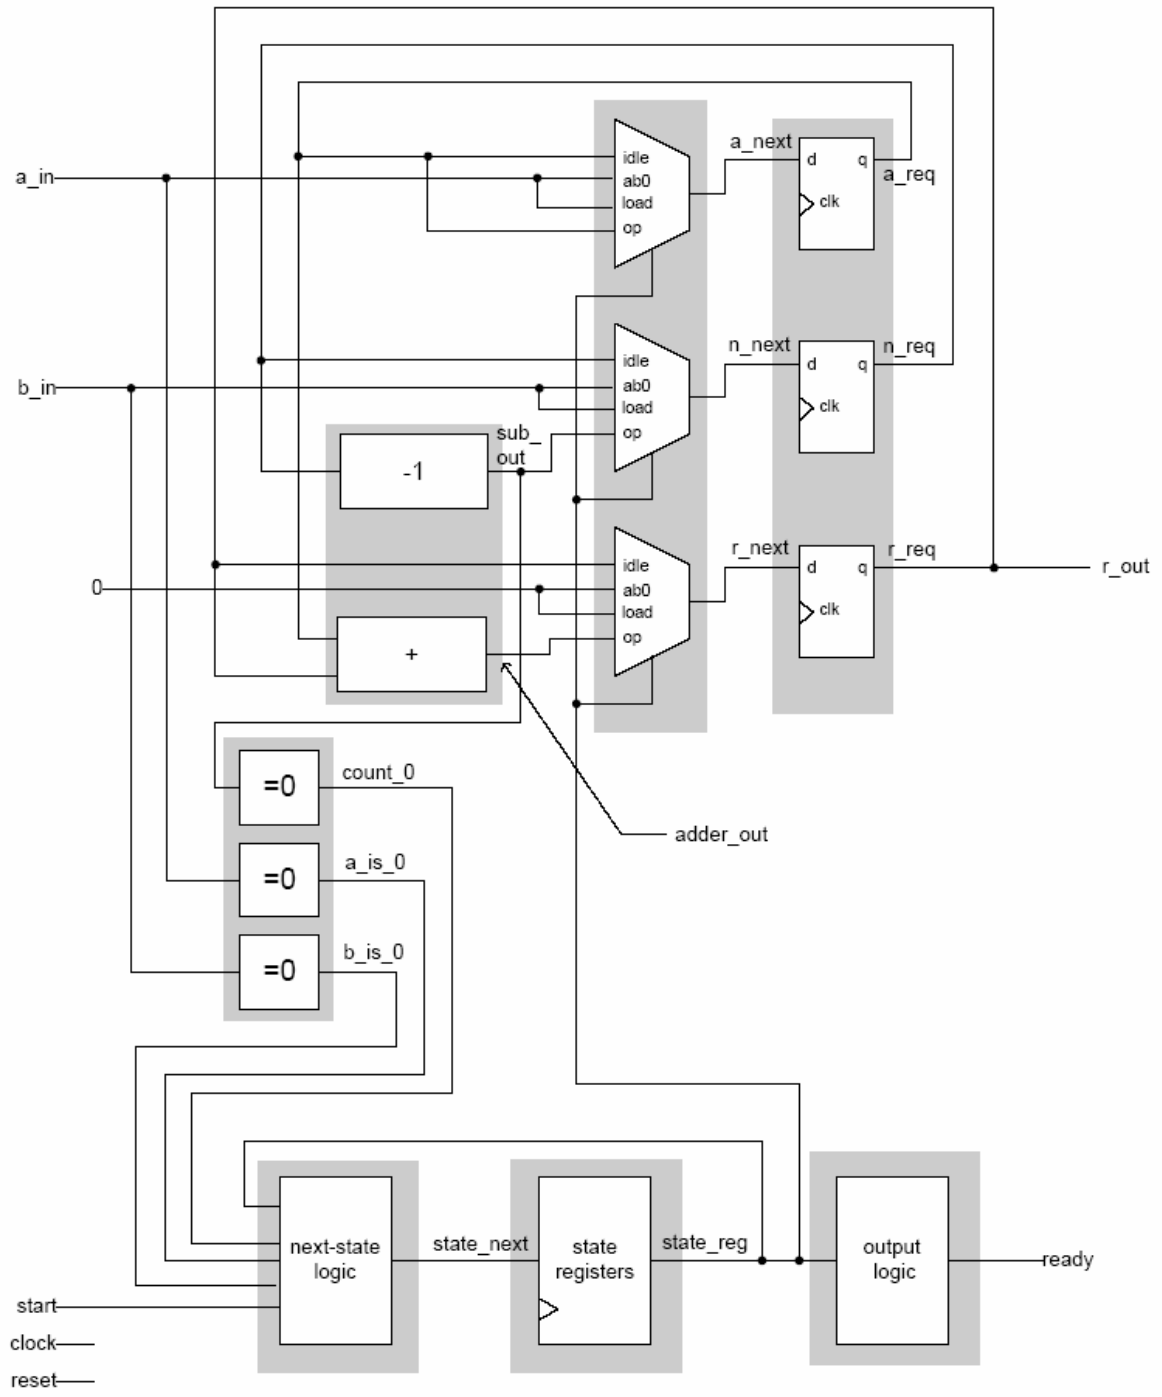 a_next
idle
d
q
a_in
ab0
a_req
load
clk
op
n_next
n_req
idle
d
q
b_in
ab0
load
clk
op
sub_
out
-1
r_next
r_req
idle
d
q
r_out
0
ab0
load
clk
op
+
=0
count_0
adder_out
=0
a_is_0
=0
b_is_0
next-state
logic
state_next
state
registers
state_reg
output
logic
ready
start
clock
reset